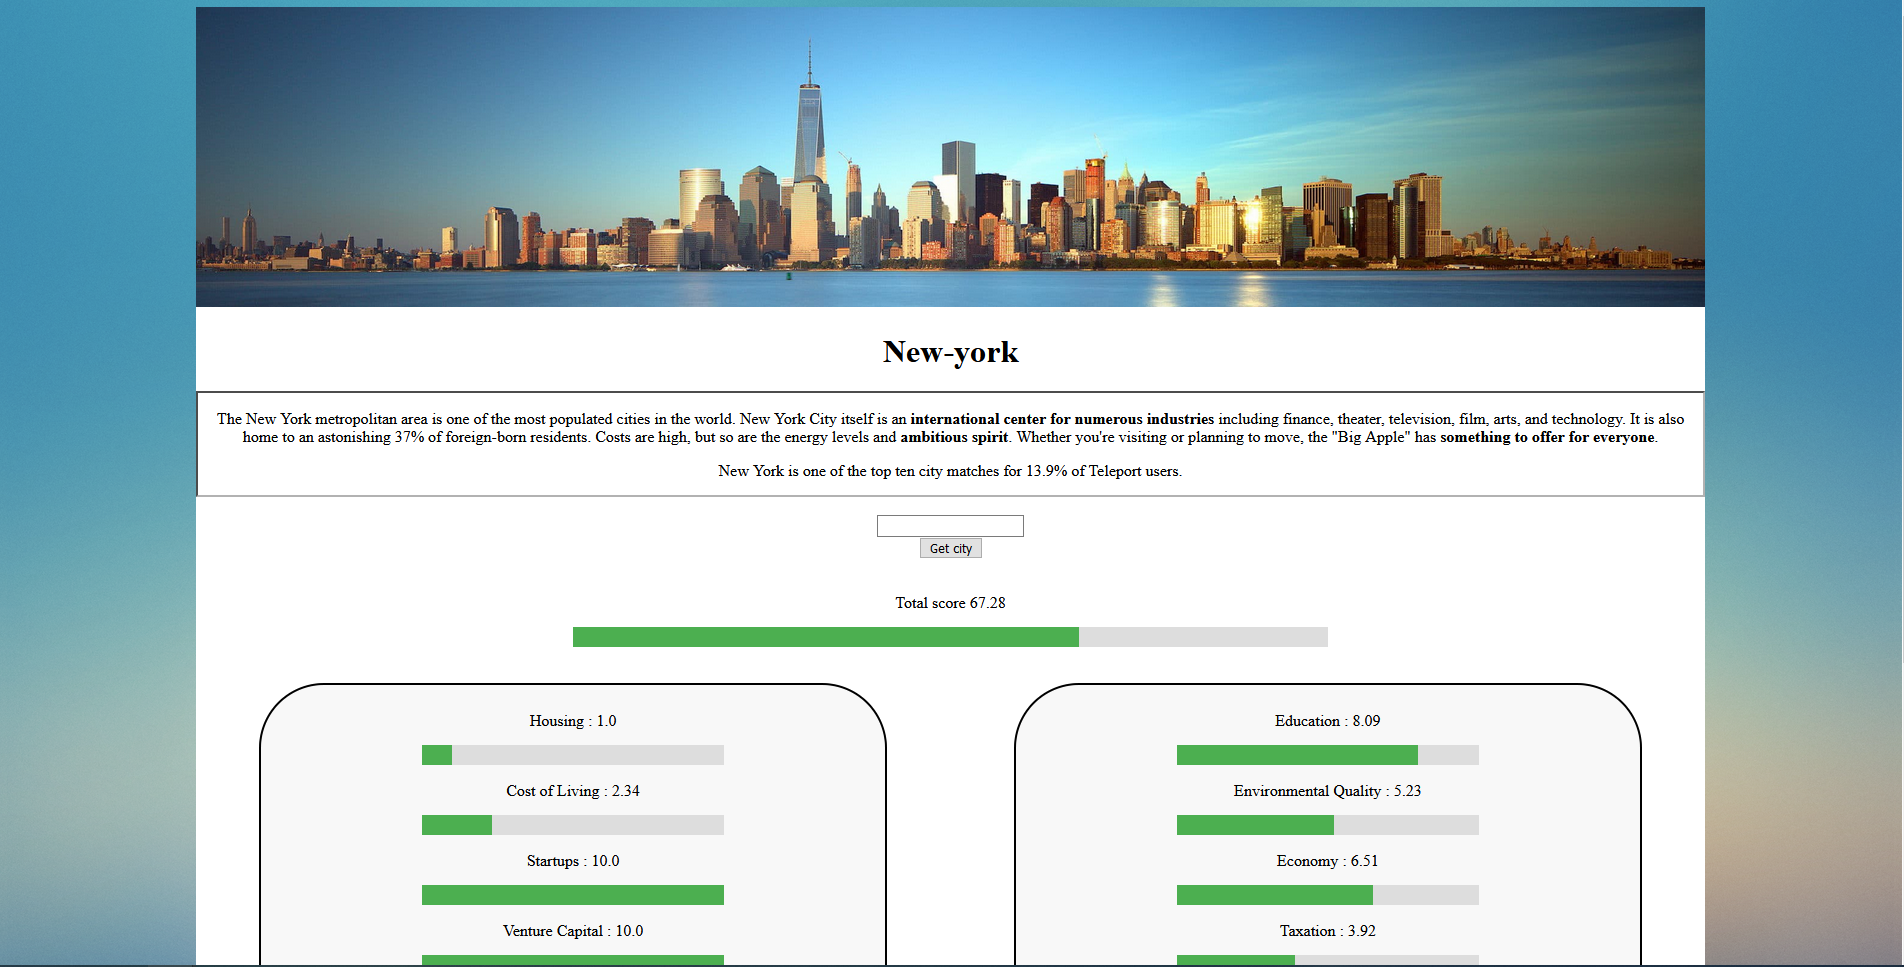 New-york
The New York metropolitan area is one of the most populated cities in the world. New York City itself is an international center for numerous industries including finance, theater, television, film, arts, and technology. It is also
home to an astonishing 37% of foreign-born residents. Costs are high, but so are the energy levels and ambitious spirit. Whether you're visiting or planning to move, the "Big Apple" has something to offer for everyone.
New York is one of the top ten city matches for 13.9% of Teleport users.
Get city
Total score 67.28
Housing : 1.0
Cost of Living : 2.34
Startups : 10.0
Venture Capital : 10.0
Education : 8.09
Environmental Quality : 5.23
Economy : 6.51
Taxation : 3.92